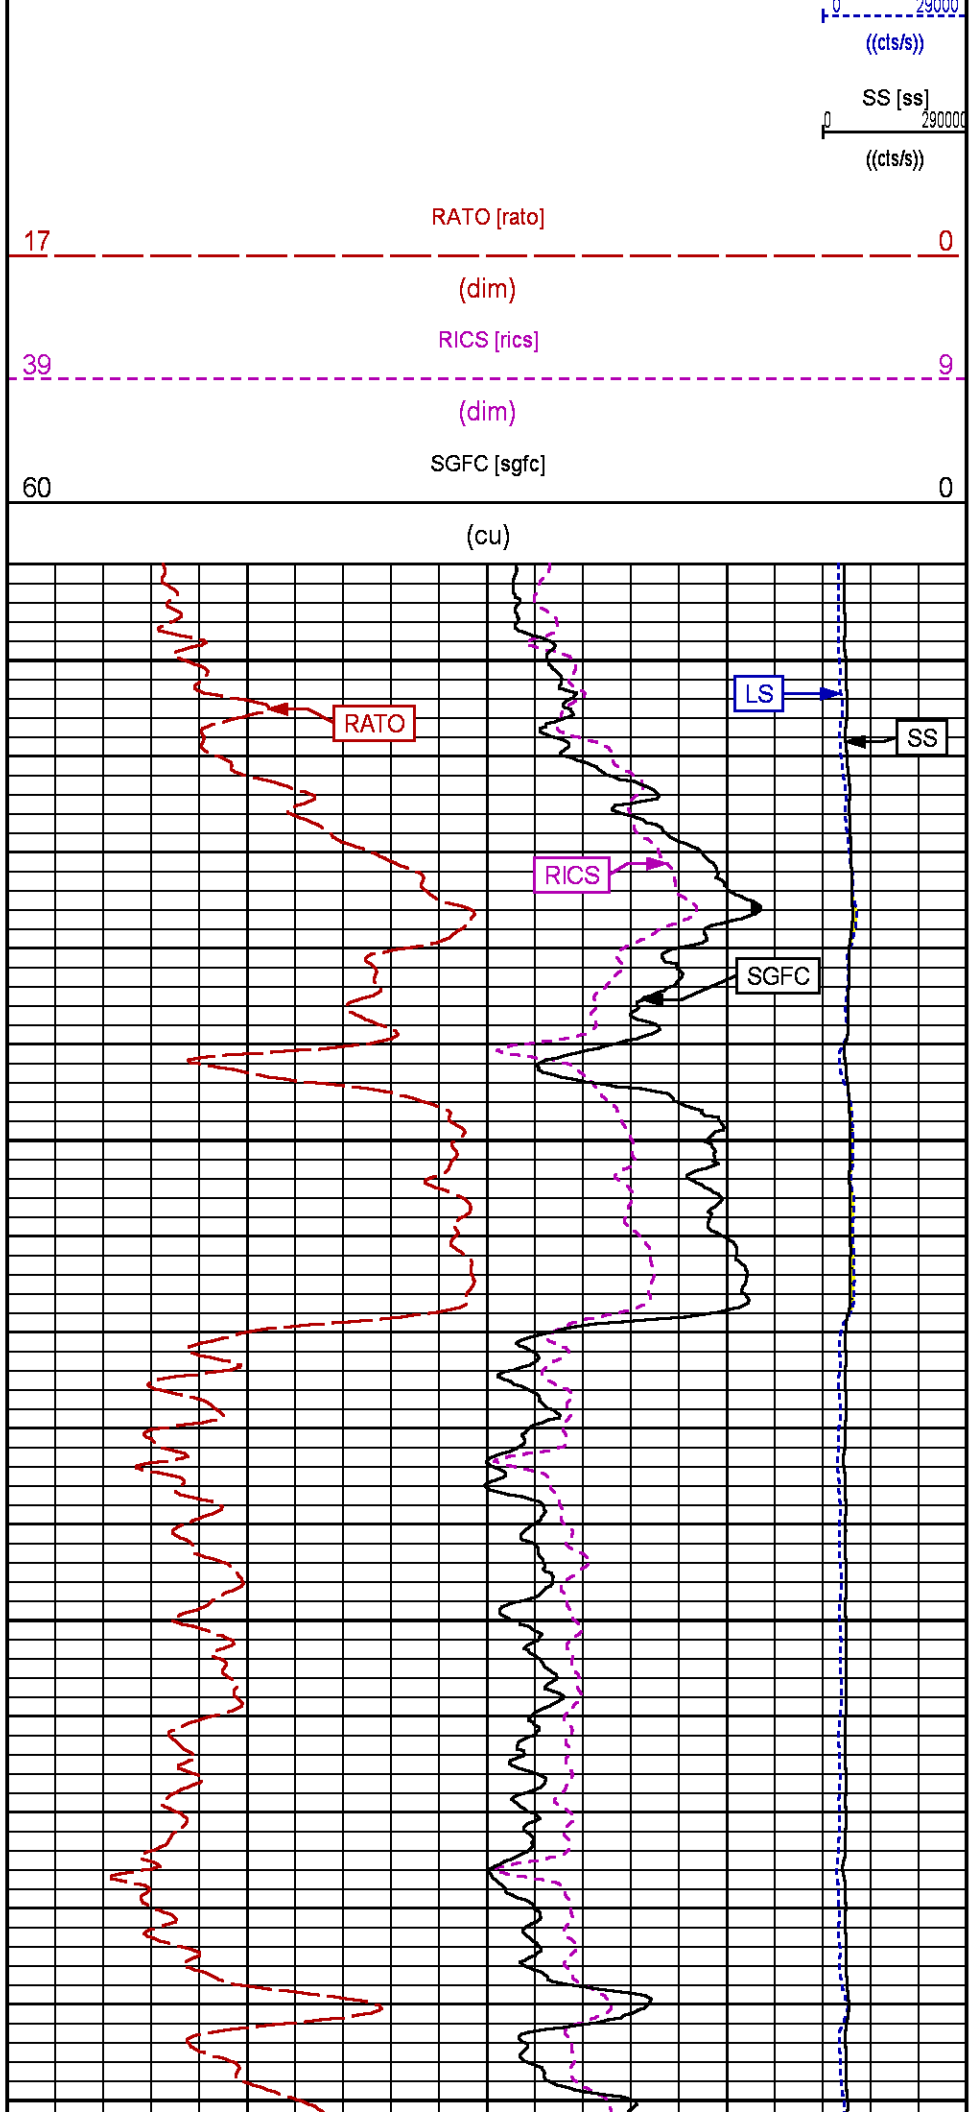 0 29000
((cts/s))
SS [ss]
0 290000
((cts/s))
RATO [rato]
17 0
(dim)
RICS [rics]
39 9
(dim)
SGFC [sgfc]
60 0
(cu)
LS
RATO
SS
RICS
SGFC